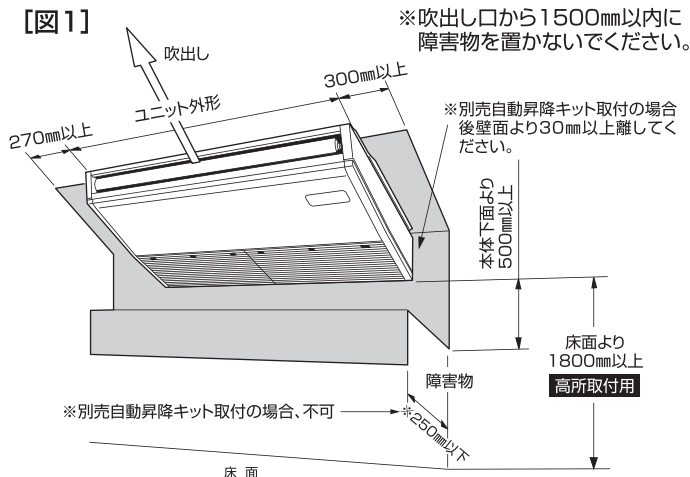 [図1]
※吹出し口から1500㎜以内に
障害物を置かないでください。
吹出し
300㎜以上
ユニット外形
270㎜以上
※別売自動昇降キット取付の場合
後壁面より30㎜以上離してく
ださい。
本体下面より
500㎜以上
床面より
1800㎜以上
高所取付用
障害物
※別売自動昇降キット取付の場合、不可
※250㎜以下
床 面